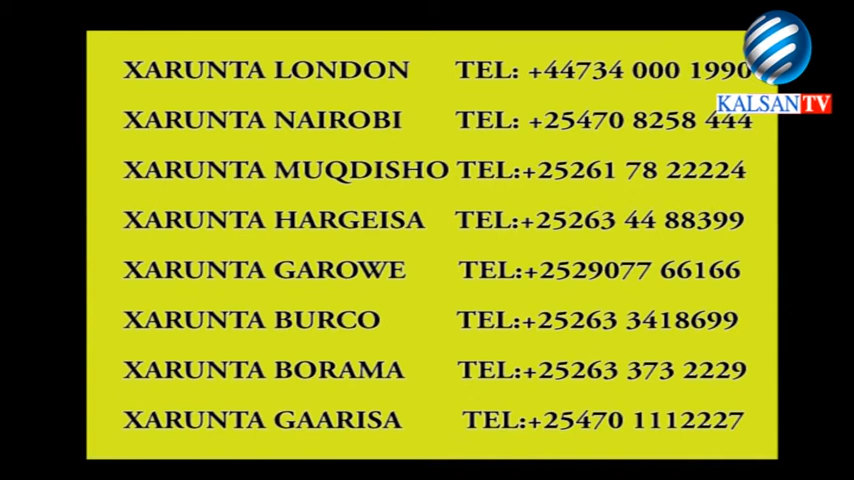 XARUNTA LONDON TEL: +44734 000 1990
KALSAN TV
XARUNTA NAIROBI TEL: +25470 8258 444
XARUNTA MUQDISHO TEL:+25261 78 22224
XARUNTA HARGEISA TEL:+25263 44 88399
XARUNTA GAROWE TEL:+2529077 66166
XARUNTA BURCO TEL:+25263 3418699
XARUNTA BORAMA TEL:+25263 373 2229
XARUNTA GAARISA TEL:+25470 1112227